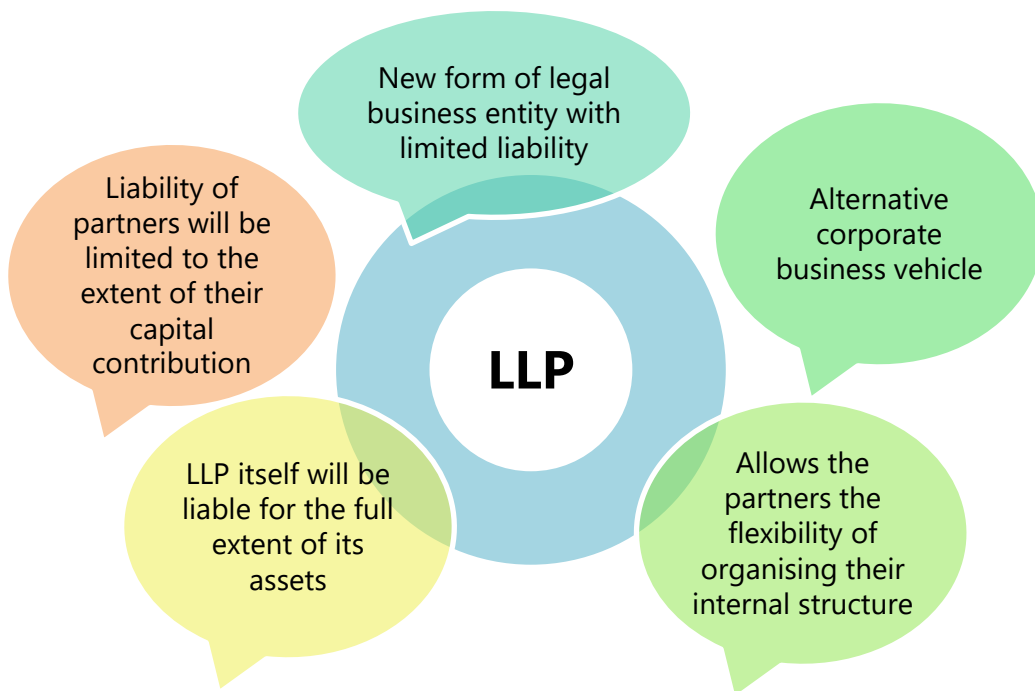 New form of legal
business entity with
limited liability
Alternative
corporate
business vehicle
Allows the
partners the
flexibility of
organising their
internal structure
LLP itself will be
liable for the full
extent of its
assets
Liability of
partners will be
limited to the
extent of their
capital
contribution
LLP